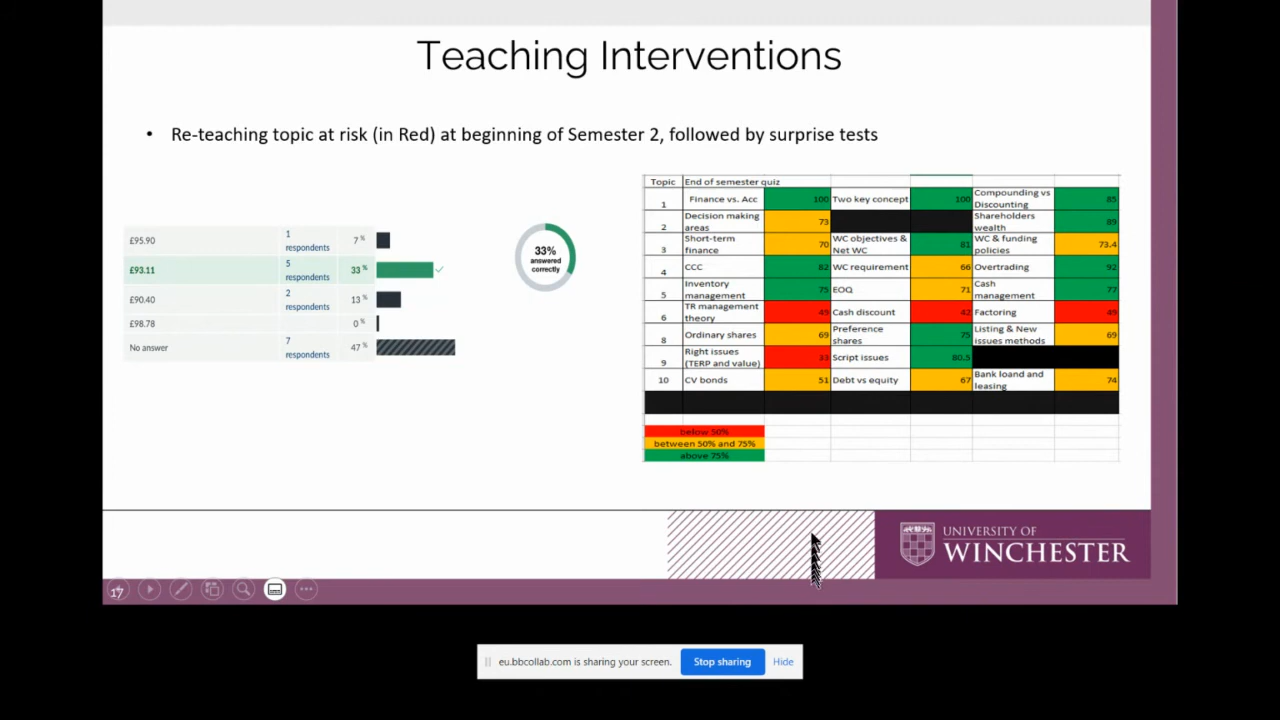 Teaching Interventions
• Re-teaching topic at risk (in Red) at beginning of Semester 2, followed by surprise tests
£95.90 1 respondents 7 %
£93.11 5 respondents 33 %
£90.40 2 respondents 13 %
£98.78 0 %
No answer 7 respondents 47 %
33%
answered
correctly
Topic End of semester quiz
1 Finance vs. Acc 100 Two key concept 100 Compounding vs Discounting 85
2 Decision making areas 73 Shareholders wealth 89
3 Short-term finance 70 WC objectives & Net WC 81 WC & funding policies 73.4
4 CCC 82 WC requirement 66 Overtrading 92
5 Inventory management 75 EOQ 71 Cash management 77
6 TR management theory 45 Cash discount 42 Factoring 49
8 Ordinary shares 69 Preference shares 75 Listing & New issues methods 69
9 Right issues (TERP and value) 33 Script issues 80.5
10 CV bonds 51 Debt vs equity 67 Bank loand and leasing 74
below 50%
between 50% and 75%
above 75%
UNIVERSITY OF
WINCHESTER
17
eu.bbcollab.com is sharing your screen. Stop sharing Hide